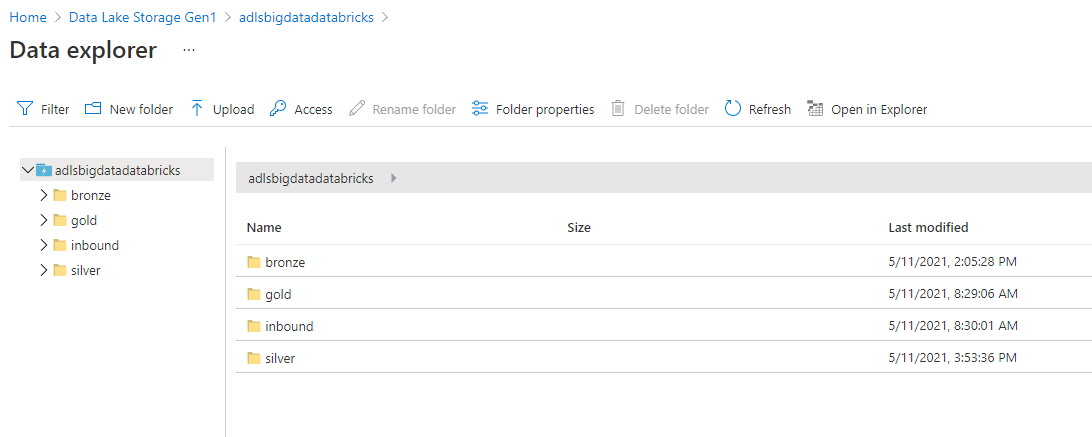 Home > Data Lake Storage Gen1 > adlsbigdatadatabricks >
Data explorer ...
Filter New folder Upload Access Rename folder Folder properties Delete folder Refresh Open in Explorer
adlsbigdatadatabricks
bronze
gold
inbound
silver
adlsbigdatadatabricks
Name Size Last modified
bronze 5/11/2021, 2:05:28 PM
gold 5/11/2021, 8:29:06 AM
inbound 5/11/2021, 8:30:01 AM
silver 5/11/2021, 3:53:36 PM